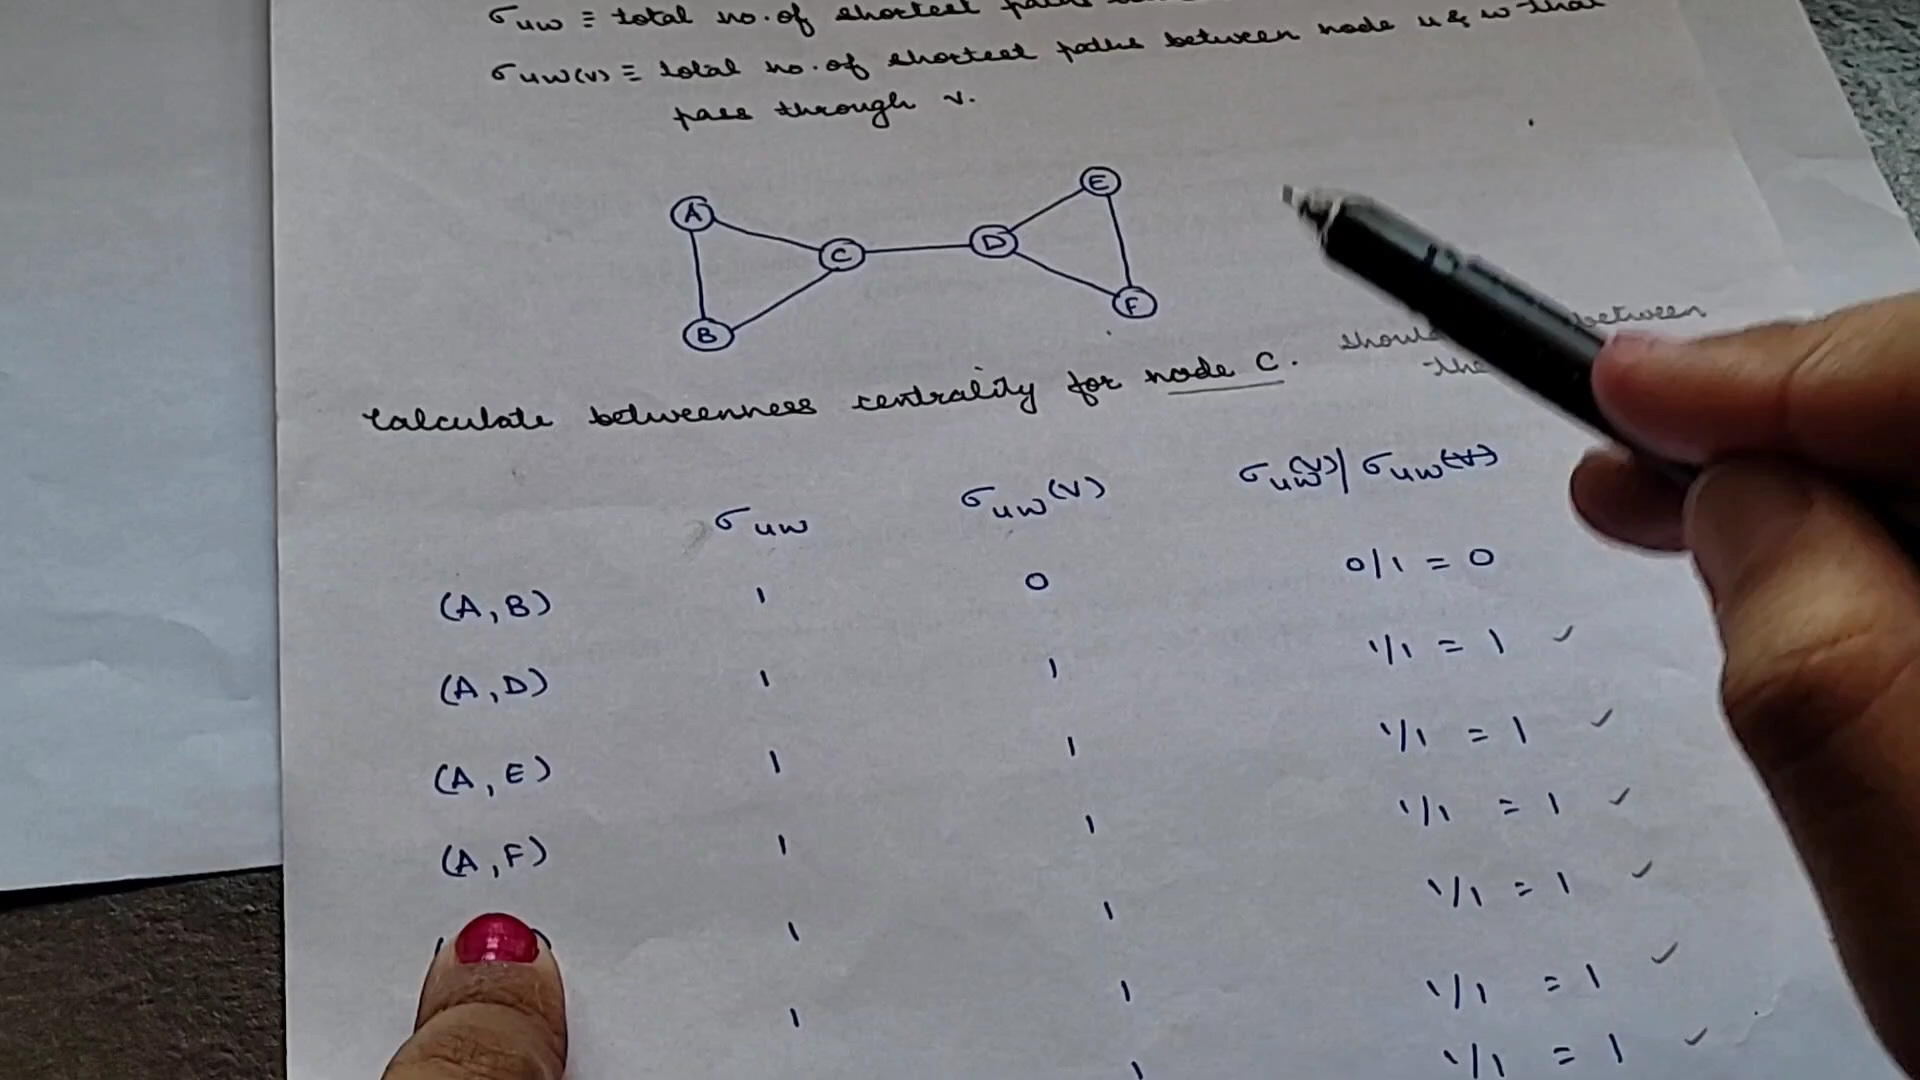 σuw ≡ total no. of shortest paths
σuw(v) ≡ total no. of shortest paths between node u & w that
pass through v.
A
E
C
D
B
F
Calculate betweenness centrality for node C.
between
σuw
σuw(v)
σuw(v) | σuw(v)
(A,B) 1 0 0/1 = 0
(A,D) 1 1 1/1 = 1 ✓
(A,E) 1 1 1/1 = 1 ✓
(A,F) 1 1 1/1 = 1 ✓
1 1 1/1 = 1 ✓
1 1 1/1 = 1 ✓
1 1/1 = 1 ✓